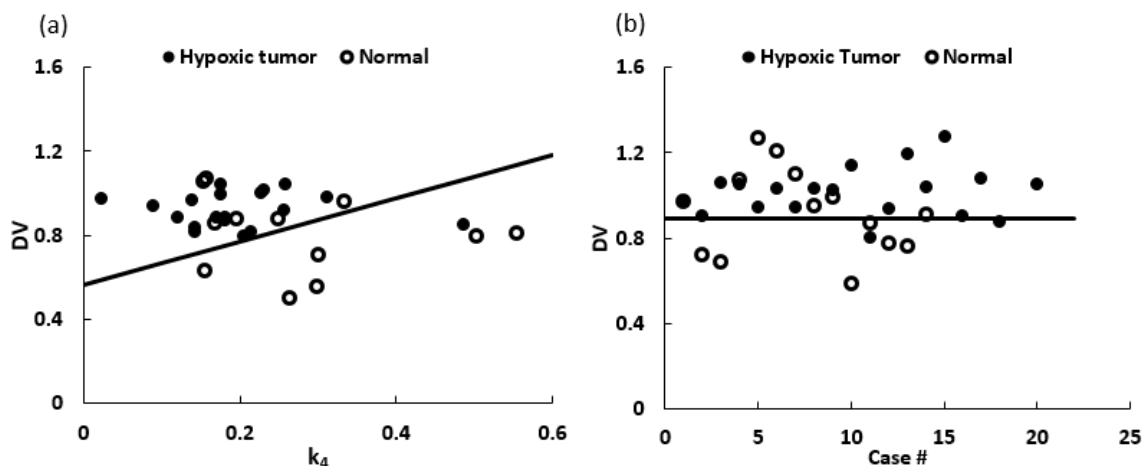 (a)
Hypoxic tumor Normal
1.6
1.2
0.8
0.4
0
DV
0 0.2 0.4 0.6
k₄
(b)
Hypoxic Tumor Normal
1.6
1.2
0.8
0.4
0
DV
0 5 10 15 20 25
Case #